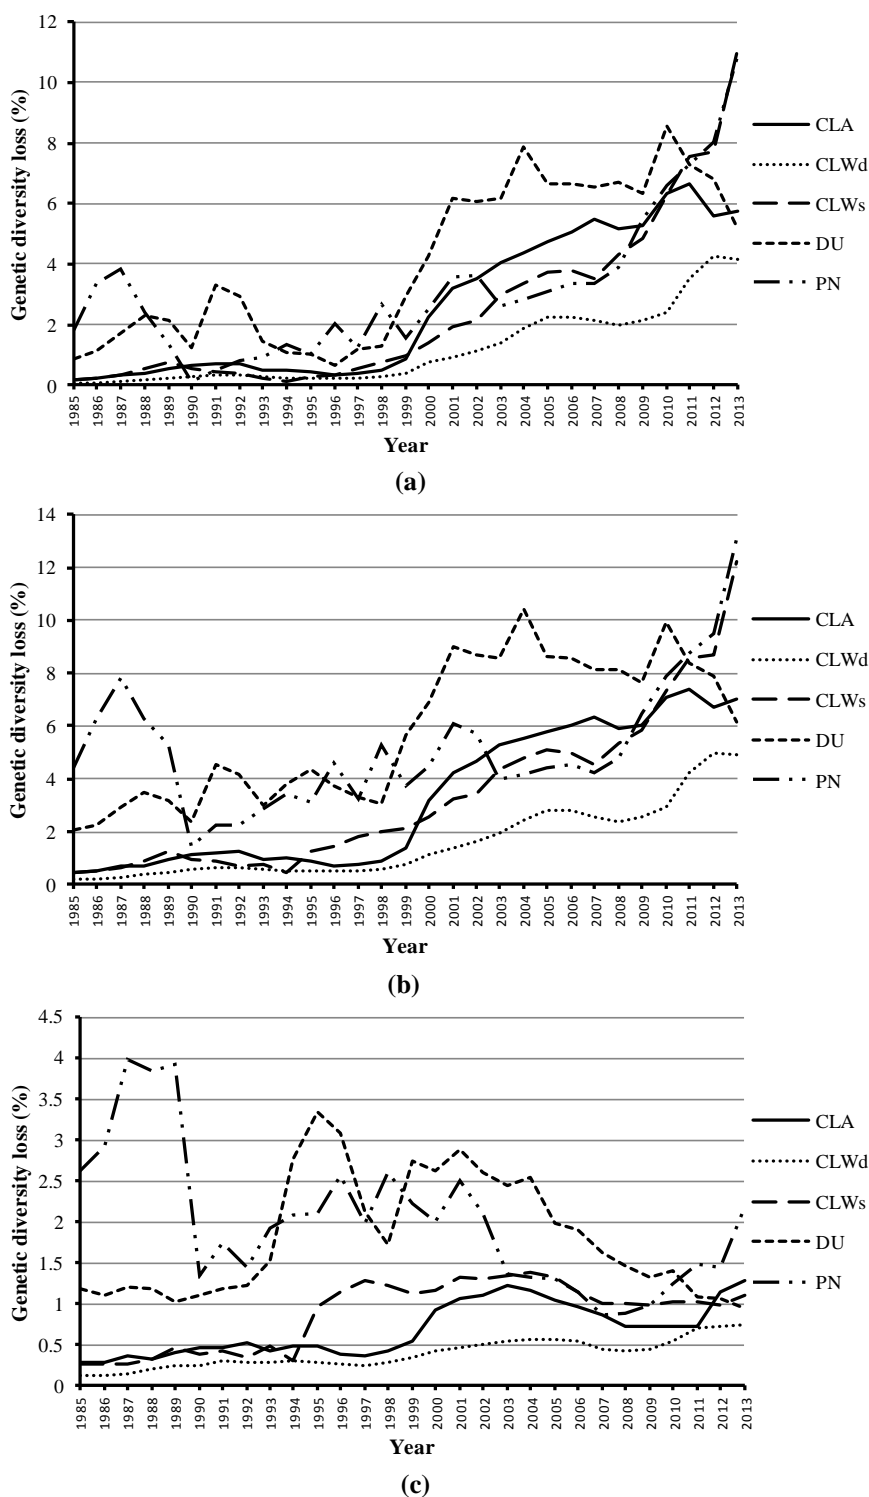 12
10
8
6
4
2
0
Genetic diversity loss (%)
1985 1986 1987 1988 1989 1990 1991 1992 1993 1994 1995 1996 1997 1998 1999 2000 2001 2002 2003 2004 2005 2006 2007 2008 2009 2010 2011 2012 2013
Year
CLA
CLWd
CLWs
DU
PN
(a)
14
12
10
8
6
4
2
0
Genetic diversity loss (%)
1985 1986 1987 1988 1989 1990 1991 1992 1993 1994 1995 1996 1997 1998 1999 2000 2001 2002 2003 2004 2005 2006 2007 2008 2009 2010 2011 2012 2013
Year
CLA
CLWd
CLWs
DU
PN
(b)
4.5
4
3.5
3
2.5
2
1.5
1
0.5
0
Genetic diversity loss (%)
1985 1986 1987 1988 1989 1990 1991 1992 1993 1994 1995 1996 1997 1998 1999 2000 2001 2002 2003 2004 2005 2006 2007 2008 2009 2010 2011 2012 2013
Year
CLA
CLWd
CLWs
DU
PN
(c)